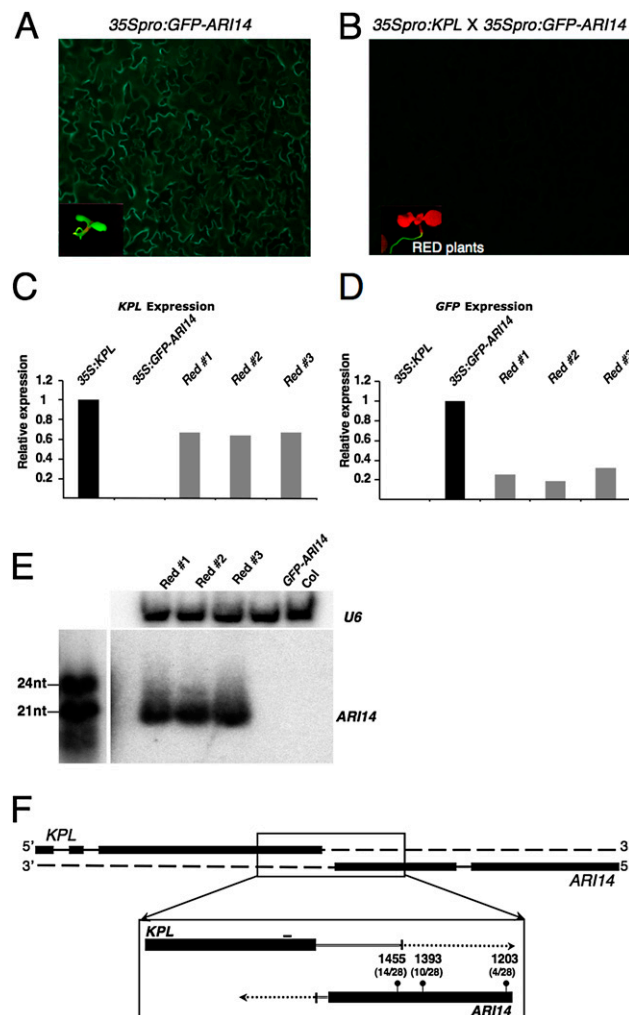 A
35Spro:GFP-ARI14
B
35Spro:KPL X 35Spro:GFP-ARI14
RED plants
C
KPL Expression
35S:KPL
35S:GFP-ARI14
Red #1
Red #2
Red #3
Relative expression
1.2
1
0.8
0.6
0.4
0.2
D
GFP Expression
35S:KPL
35S:GFP-ARI14
Red #1
Red #2
Relative expression
1.2
1
0.8
0.6
0.4
0.2
E
Red #1
Red #2
Red #3
GFP-ARI14
Col
U6
24nt
21nt
ARI14
F
KPL
5'
3'
ARI14
KPL
1455 1393 1203
(14/28) (10/28) (4/28)
ARI14